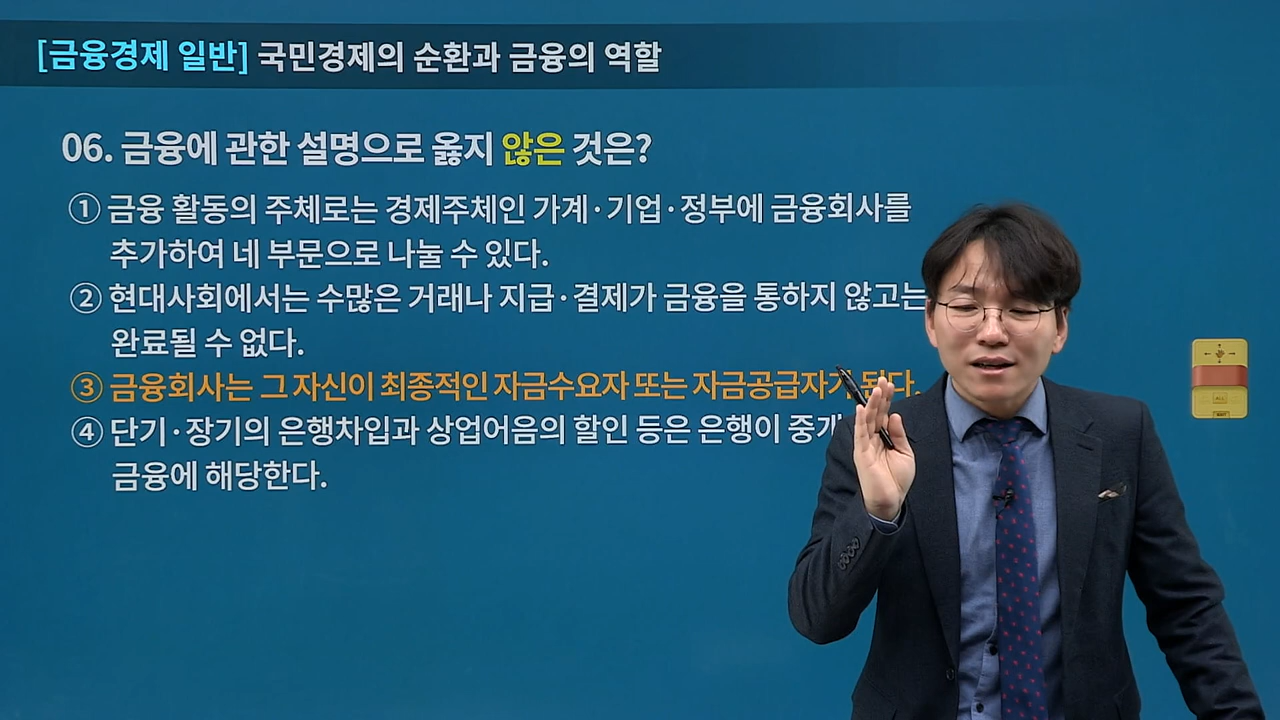 [금융경제 일반] 국민경제의 순환과 금융의 역할
06. 금융에 관한 설명으로 옳지 않은 것은?
① 금융 활동의 주체로는 경제주체인 가계·기업·정부에 금융회사를
추가하여 네 부문으로 나눌 수 있다.
② 현대사회에서는 수많은 거래나 지급·결제가 금융을 통하지 않고는
완료될 수 없다.
③ 금융회사는 그 자신이 최종적인 자금수요자 또는 자금공급자가 된다.
④ 단기·장기의 은행차입과 상업어음의 할인 등은 은행이 중개
금융에 해당한다.